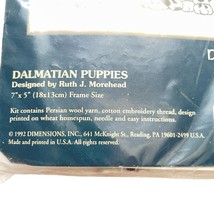 D
DALMATIAN PUPPIES
Designed by Ruth J. Morehead
7" x 5" (18x13cm) Frame Size
Kit contains Persian wool yarn, cotton embroidery thread, design
printed on wheat homespun, needle and easy instructions.
© 1992 DIMENSIONS, INC., 641 McKnight St., Reading, PA 19601-2499 U.S.A.
Made and printed in U.S.A. All rights reserved.